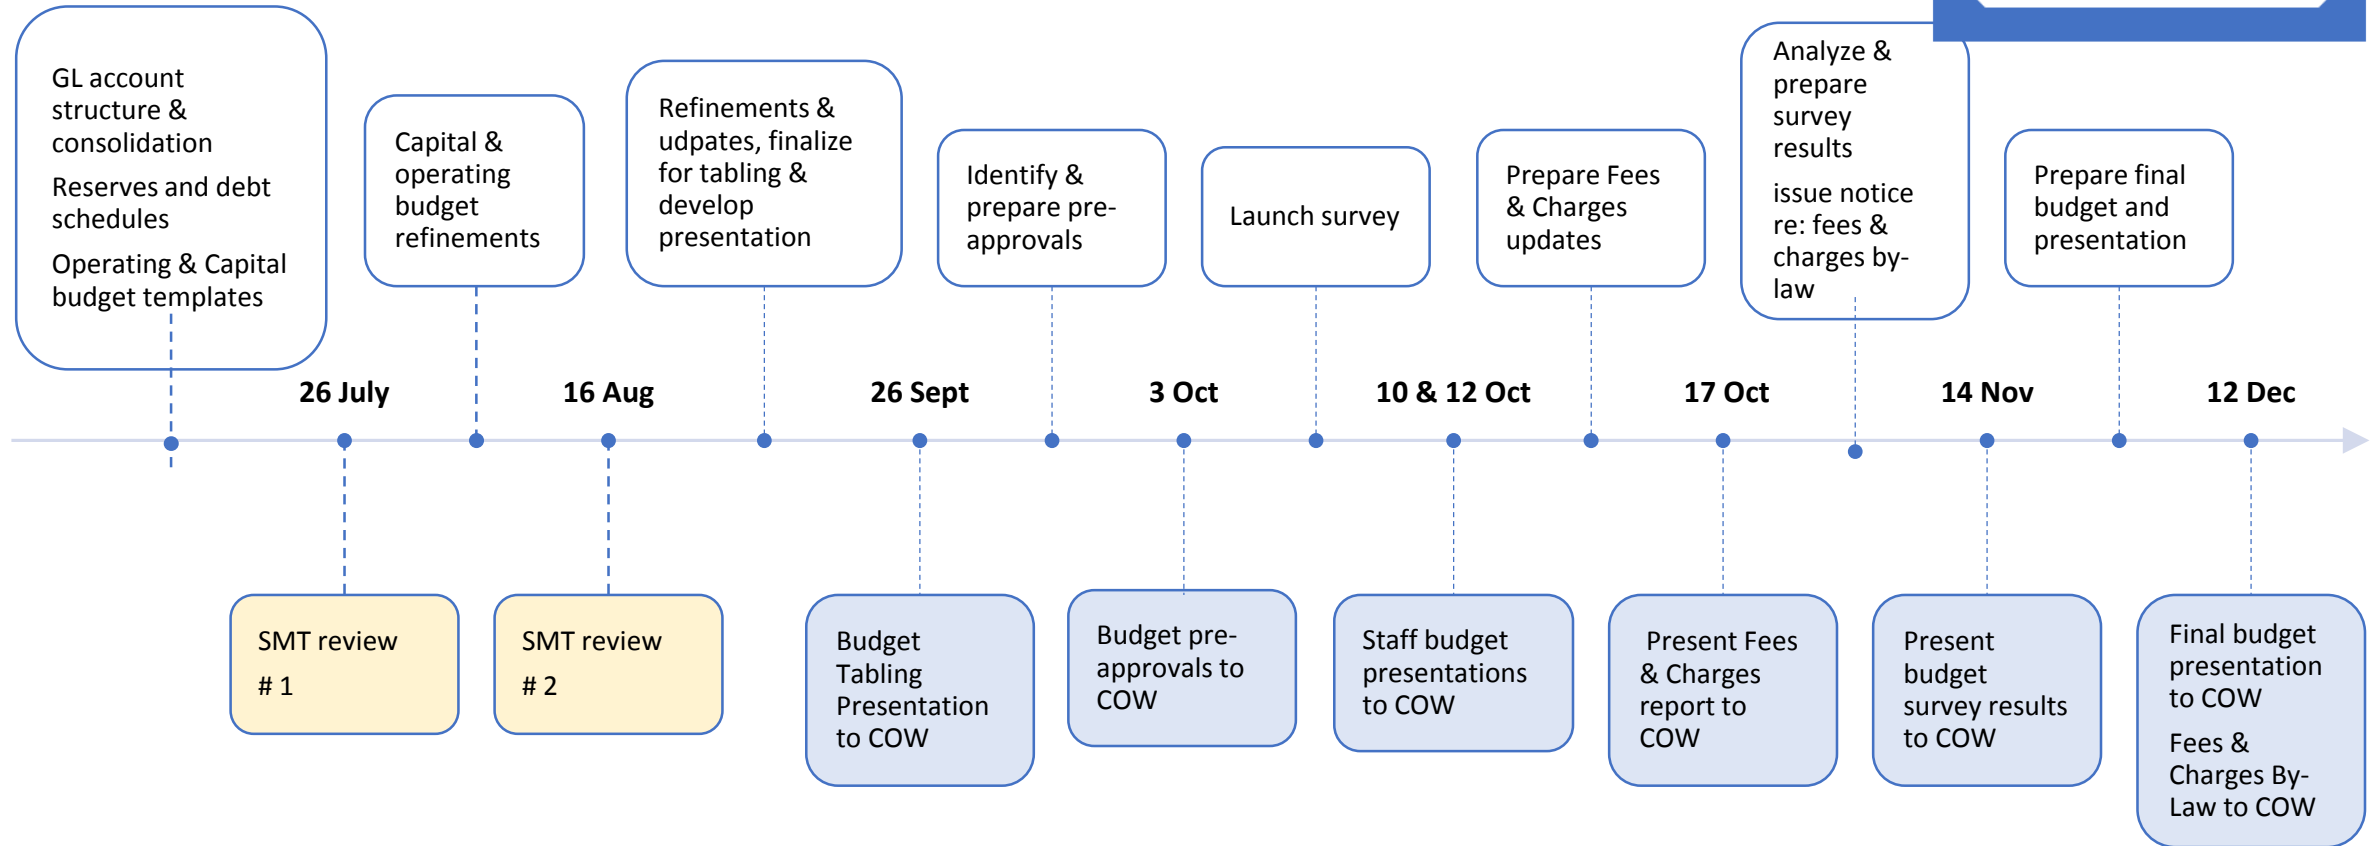 GL account
structure &
consolidation
Reserves and debt
schedules
Operating & Capital
budget templates
Capital &
operating
budget
refinements
Refinements &
udpates, finalize
for tabling &
develop
presentation
Identify &
prepare pre-
approvals
Launch survey
Prepare Fees
& Charges
updates
Analyze &
prepare
survey
results
issue notice
re: fees &
charges by-
law
Prepare final
budget and
presentation
26 July
16 Aug
26 Sept
3 Oct
10 & 12 Oct
17 Oct
14 Nov
12 Dec
SMT review
# 1
SMT review
# 2
Budget
Tabling
Presentation
to COW
Budget pre-
approvals to
COW
Staff budget
presentations
to COW
Present Fees
& Charges
report to
COW
Present
budget
survey results
to COW
Final budget
presentation
to COW
Fees &
Charges By-
Law to COW